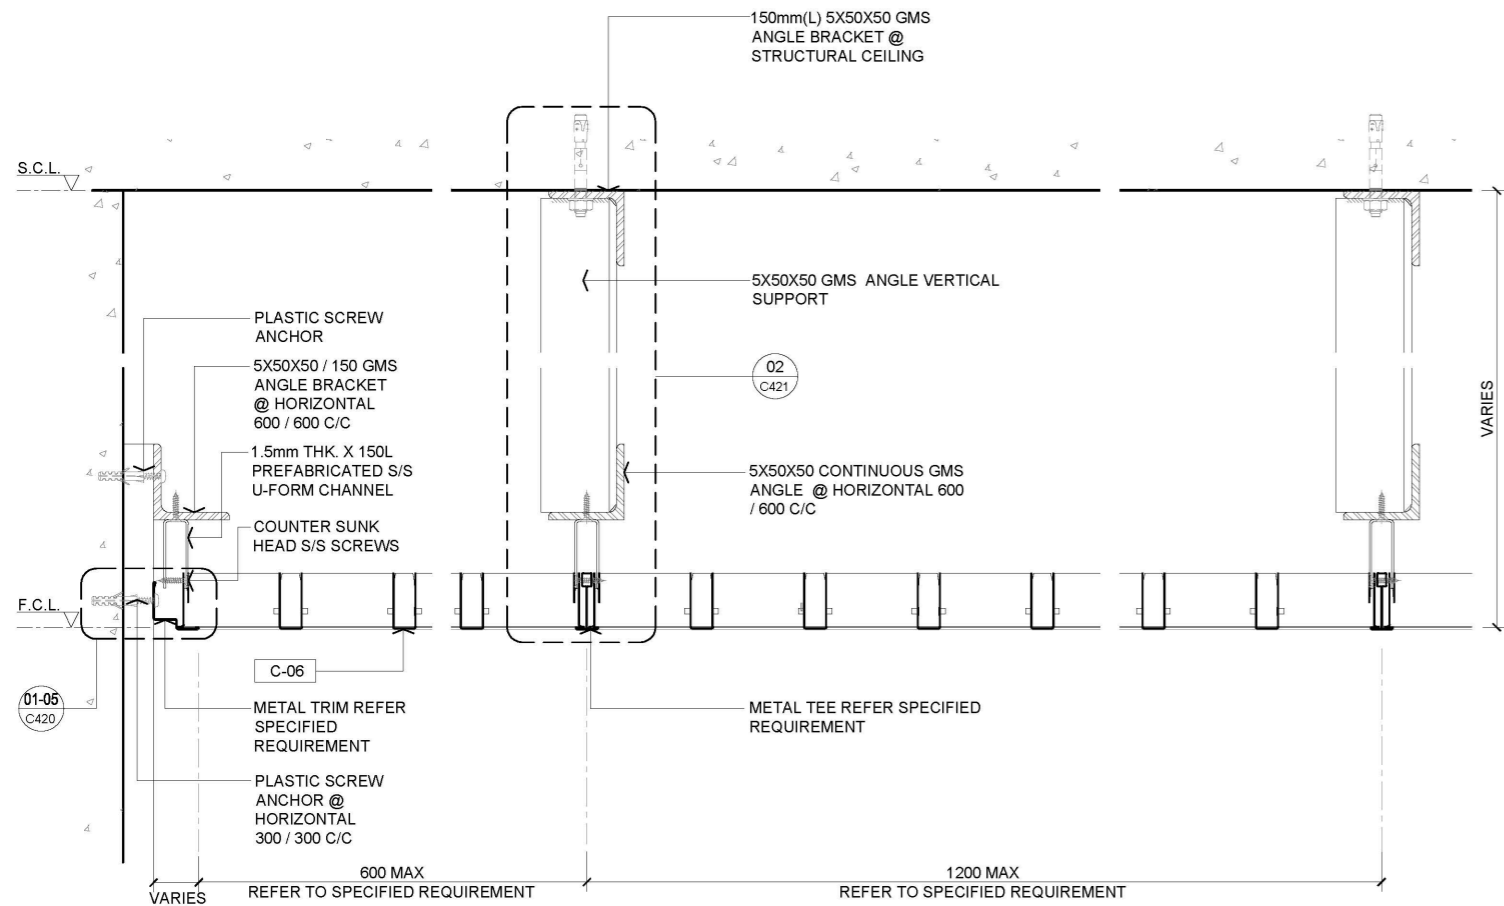 150mm(L) 5X50X50 GMS
ANGLE BRACKET @
STRUCTURAL CEILING
S.C.L.
5X50X50 GMS ANGLE VERTICAL
SUPPORT
PLASTIC SCREW
ANCHOR
5X50X50 / 150 GMS
ANGLE BRACKET
@ HORIZONTAL
600 / 600 C/C
02
C421
VARIES
1.5mm THK. X 150L
PREFABRICATED S/S
U-FORM CHANNEL
5X50X50 CONTINUOUS GMS
ANGLE @ HORIZONTAL 600
/ 600 C/C
COUNTER SUNK
HEAD S/S SCREWS
F.C.L.
C-06
01-05
C420
METAL TRIM REFER
SPECIFIED
REQUIREMENT
METAL TEE REFER SPECIFIED
REQUIREMENT
PLASTIC SCREW
ANCHOR @
HORIZONTAL
300 / 300 C/C
VARIES
600 MAX
REFER TO SPECIFIED REQUIREMENT
1200 MAX
REFER TO SPECIFIED REQUIREMENT